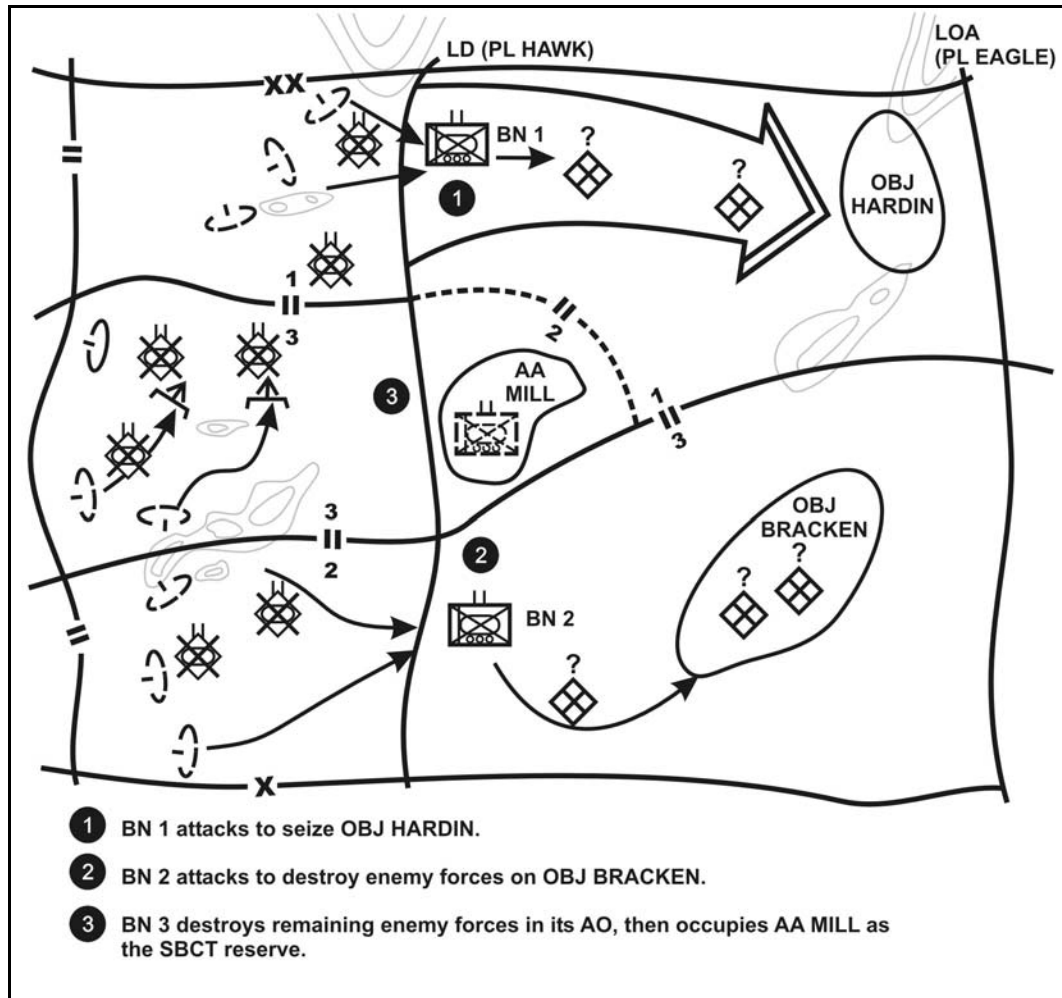 LD (PL HAWK)
LOA
(PL EAGLE)
XX
BN 1
?
?
1
OBJ
HARDIN
1
3
2
AA
MILL
3
1
3
3
2
2
OBJ
BRACKEN
?
?
BN 2
?
X
1 BN 1 attacks to seize OBJ HARDIN.
2 BN 2 attacks to destroy enemy forces on OBJ BRACKEN.
3 BN 3 destroys remaining enemy forces in its AO, then occupies AA MILL as
the SBCT reserve.